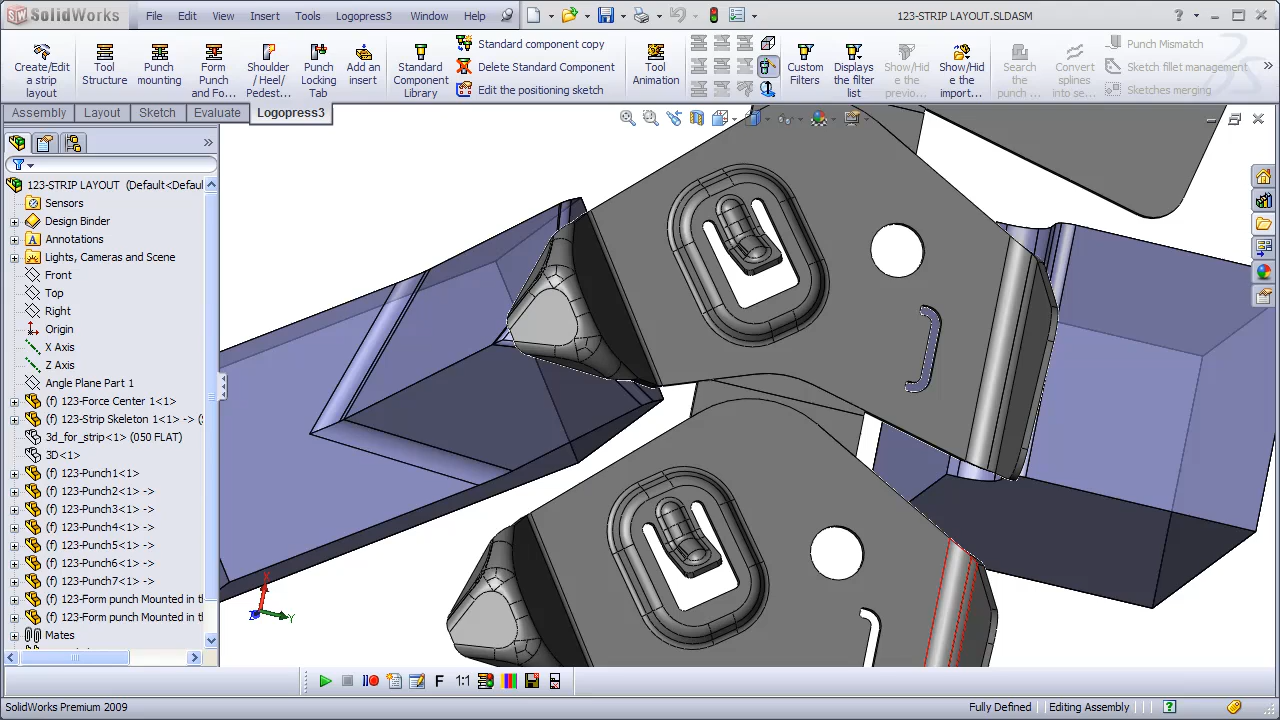 SolidWorks
File Edit View Insert Tools Logopress3 Window Help
123-STRIP LAYOUT.SLDASM
Create/Edit a strip
Tool Structure
Punch mounting
Form Punch and Fo...
Shoulder / Heel / Pedest...
Punch Locking Tab
Add an insert
Standard Component Library
Standard component copy
Delete Standard Component
Edit the positioning sketch
Tool Animation
Custom Filters
Displays the filter list
Show/Hid e the previo...
Show/Hid e the import...
Search the punch ...
Convert splines into se...
Punch Mismatch
Search fillet management
Sketches merging
Assembly Layout Sketch Evaluate Logopress3
123-STRIP LAYOUT (Default<Defaul
Sensors
Design Binder
Annotations
Lights, Cameras and Scene
Front
Top
Right
Origin
X Axis
Z Axis
Angle Plane Part 1
(f) 123-Force Center 1<1>
(f) 123-Strip Skeleton 1<1> -> (
3d_for_strip<1> (050 FLAT)
3D<1>
(f) 123-Punch1<1>
(f) 123-Punch2<1> ->
(f) 123-Punch3<1> ->
(f) 123-Punch4<1> ->
(f) 123-Punch5<1> ->
(f) 123-Punch6<1> ->
(f) 123-Punch7<1> ->
(f) 123-Form punch Mounted in th
(f) 123-Form punch Mounted in th
Mates
Y
F 1:1
SolidWorks Premium 2009
Fully Defined Editing Assembly